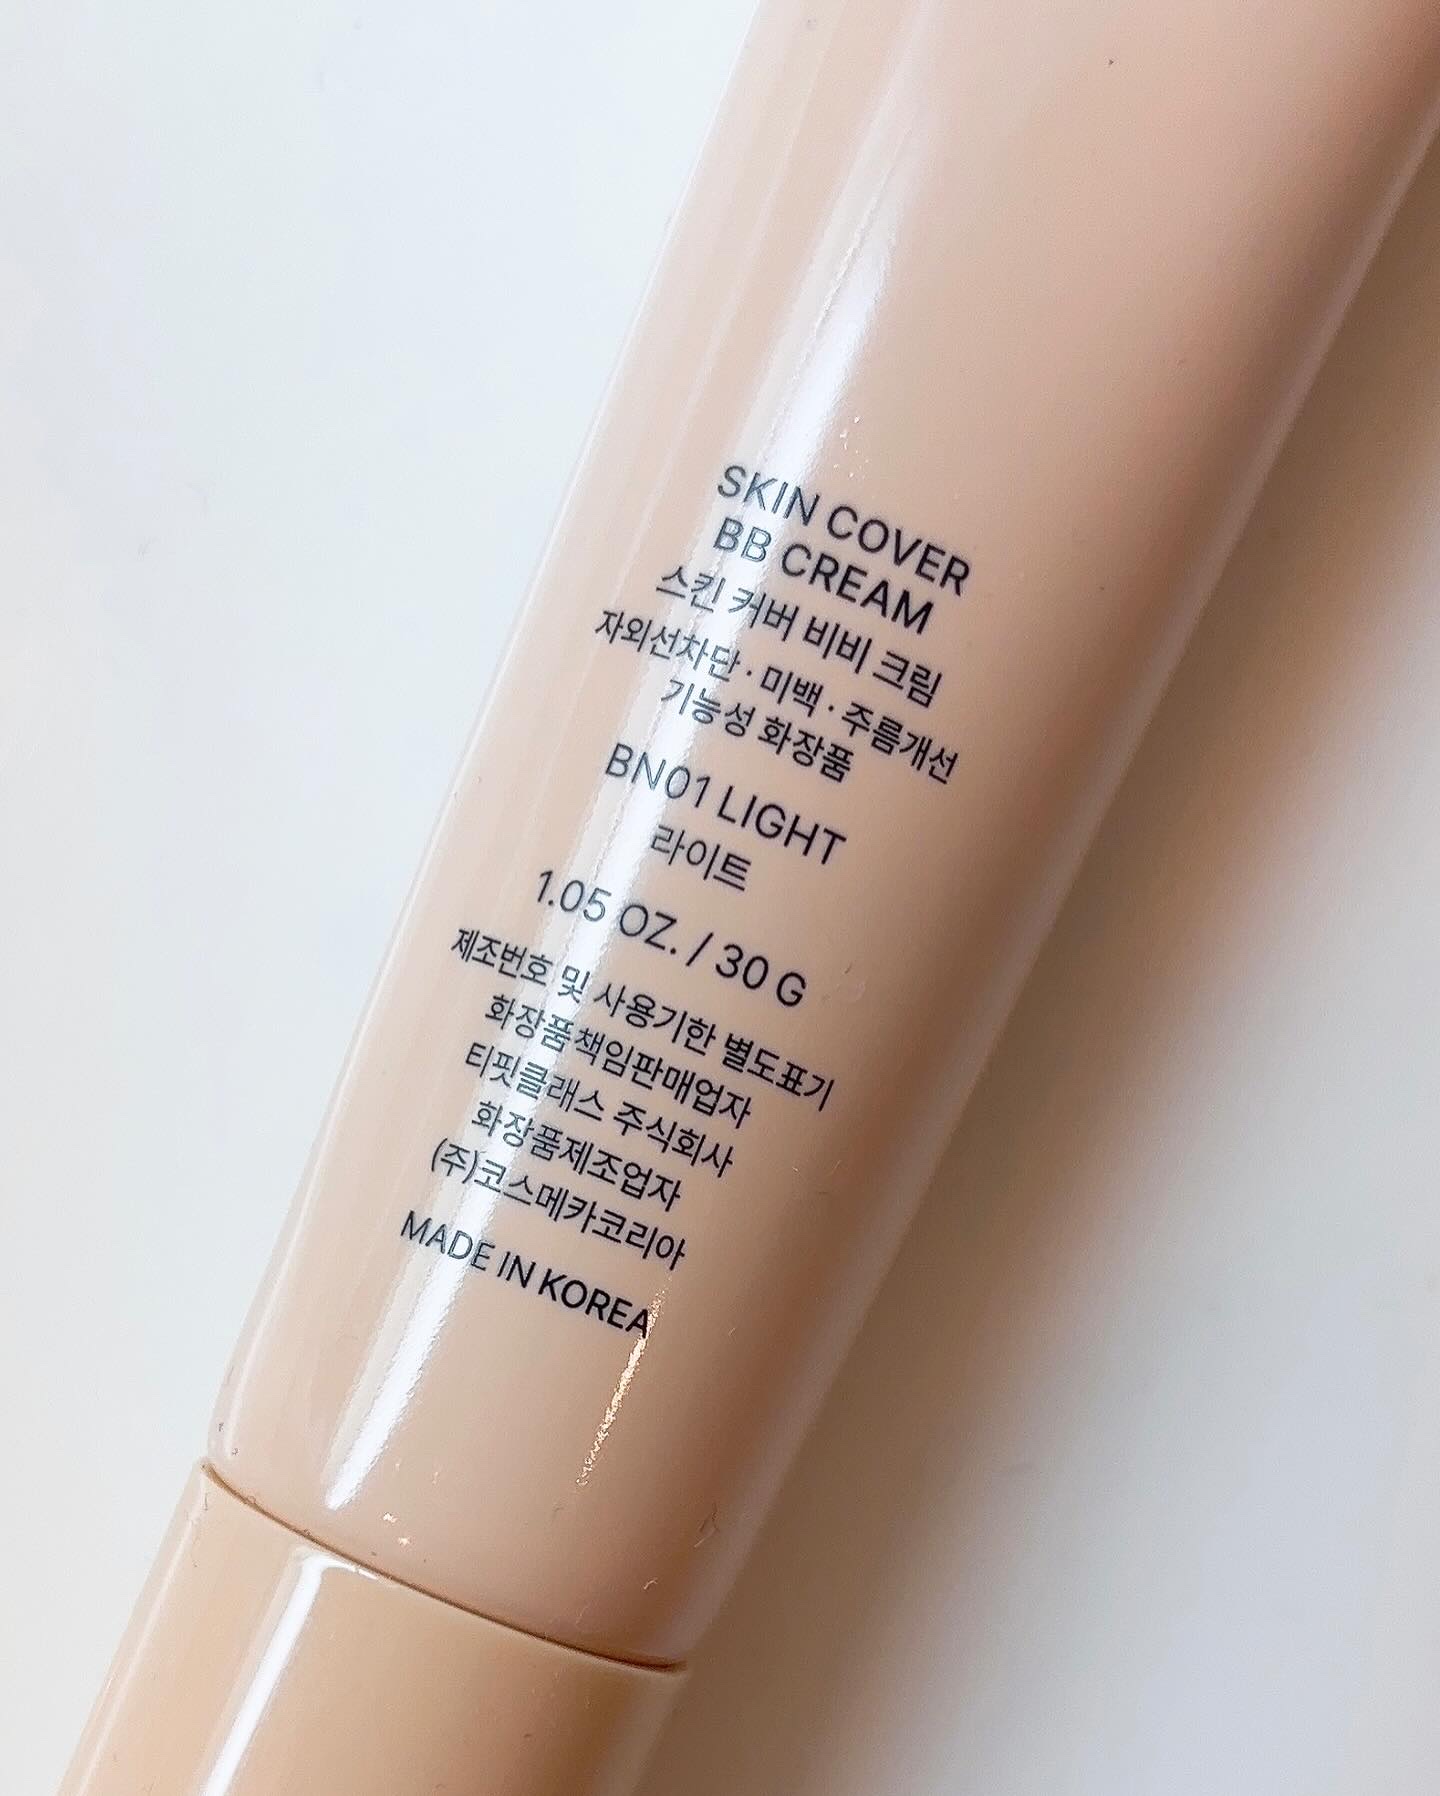 SKIN COVER
BB CREAM
스킨 커버 비비 크림
자외선차단 · 미백 · 주름개선
기능성 화장품
BN01 LIGHT
라이트
1.05 OZ. / 30 G
제조번호 및 사용기한 별도표기
화장품책임판매업자
티핏클래스 주식회사
화장품제조업자
(주)코스메카코리아
MADE IN KOREA